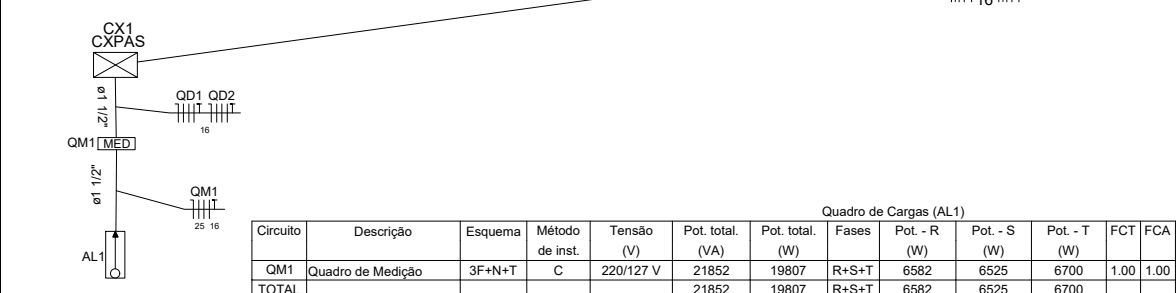 16
CX1
CXPAS
QD1 QD2
ø1 1/2"
16
QM1 MED
ø1 1/2"
QM1
25 16
AL1
Quadro de Cargas (AL1)
Circuito Descrição Esquema Método de inst. Tensão (V) Pot. total. (VA) Pot. total. (W) Fases Pot. - R (W) Pot. - S (W) Pot. - T (W) FCT FCA
QM1 Quadro de Medição 3F+N+T C 220/127 V 21852 19807 R+S+T 6582 6525 6700 1.00 1.00
TOTAL 21852 19807 R+S+T 6582 6525 6700